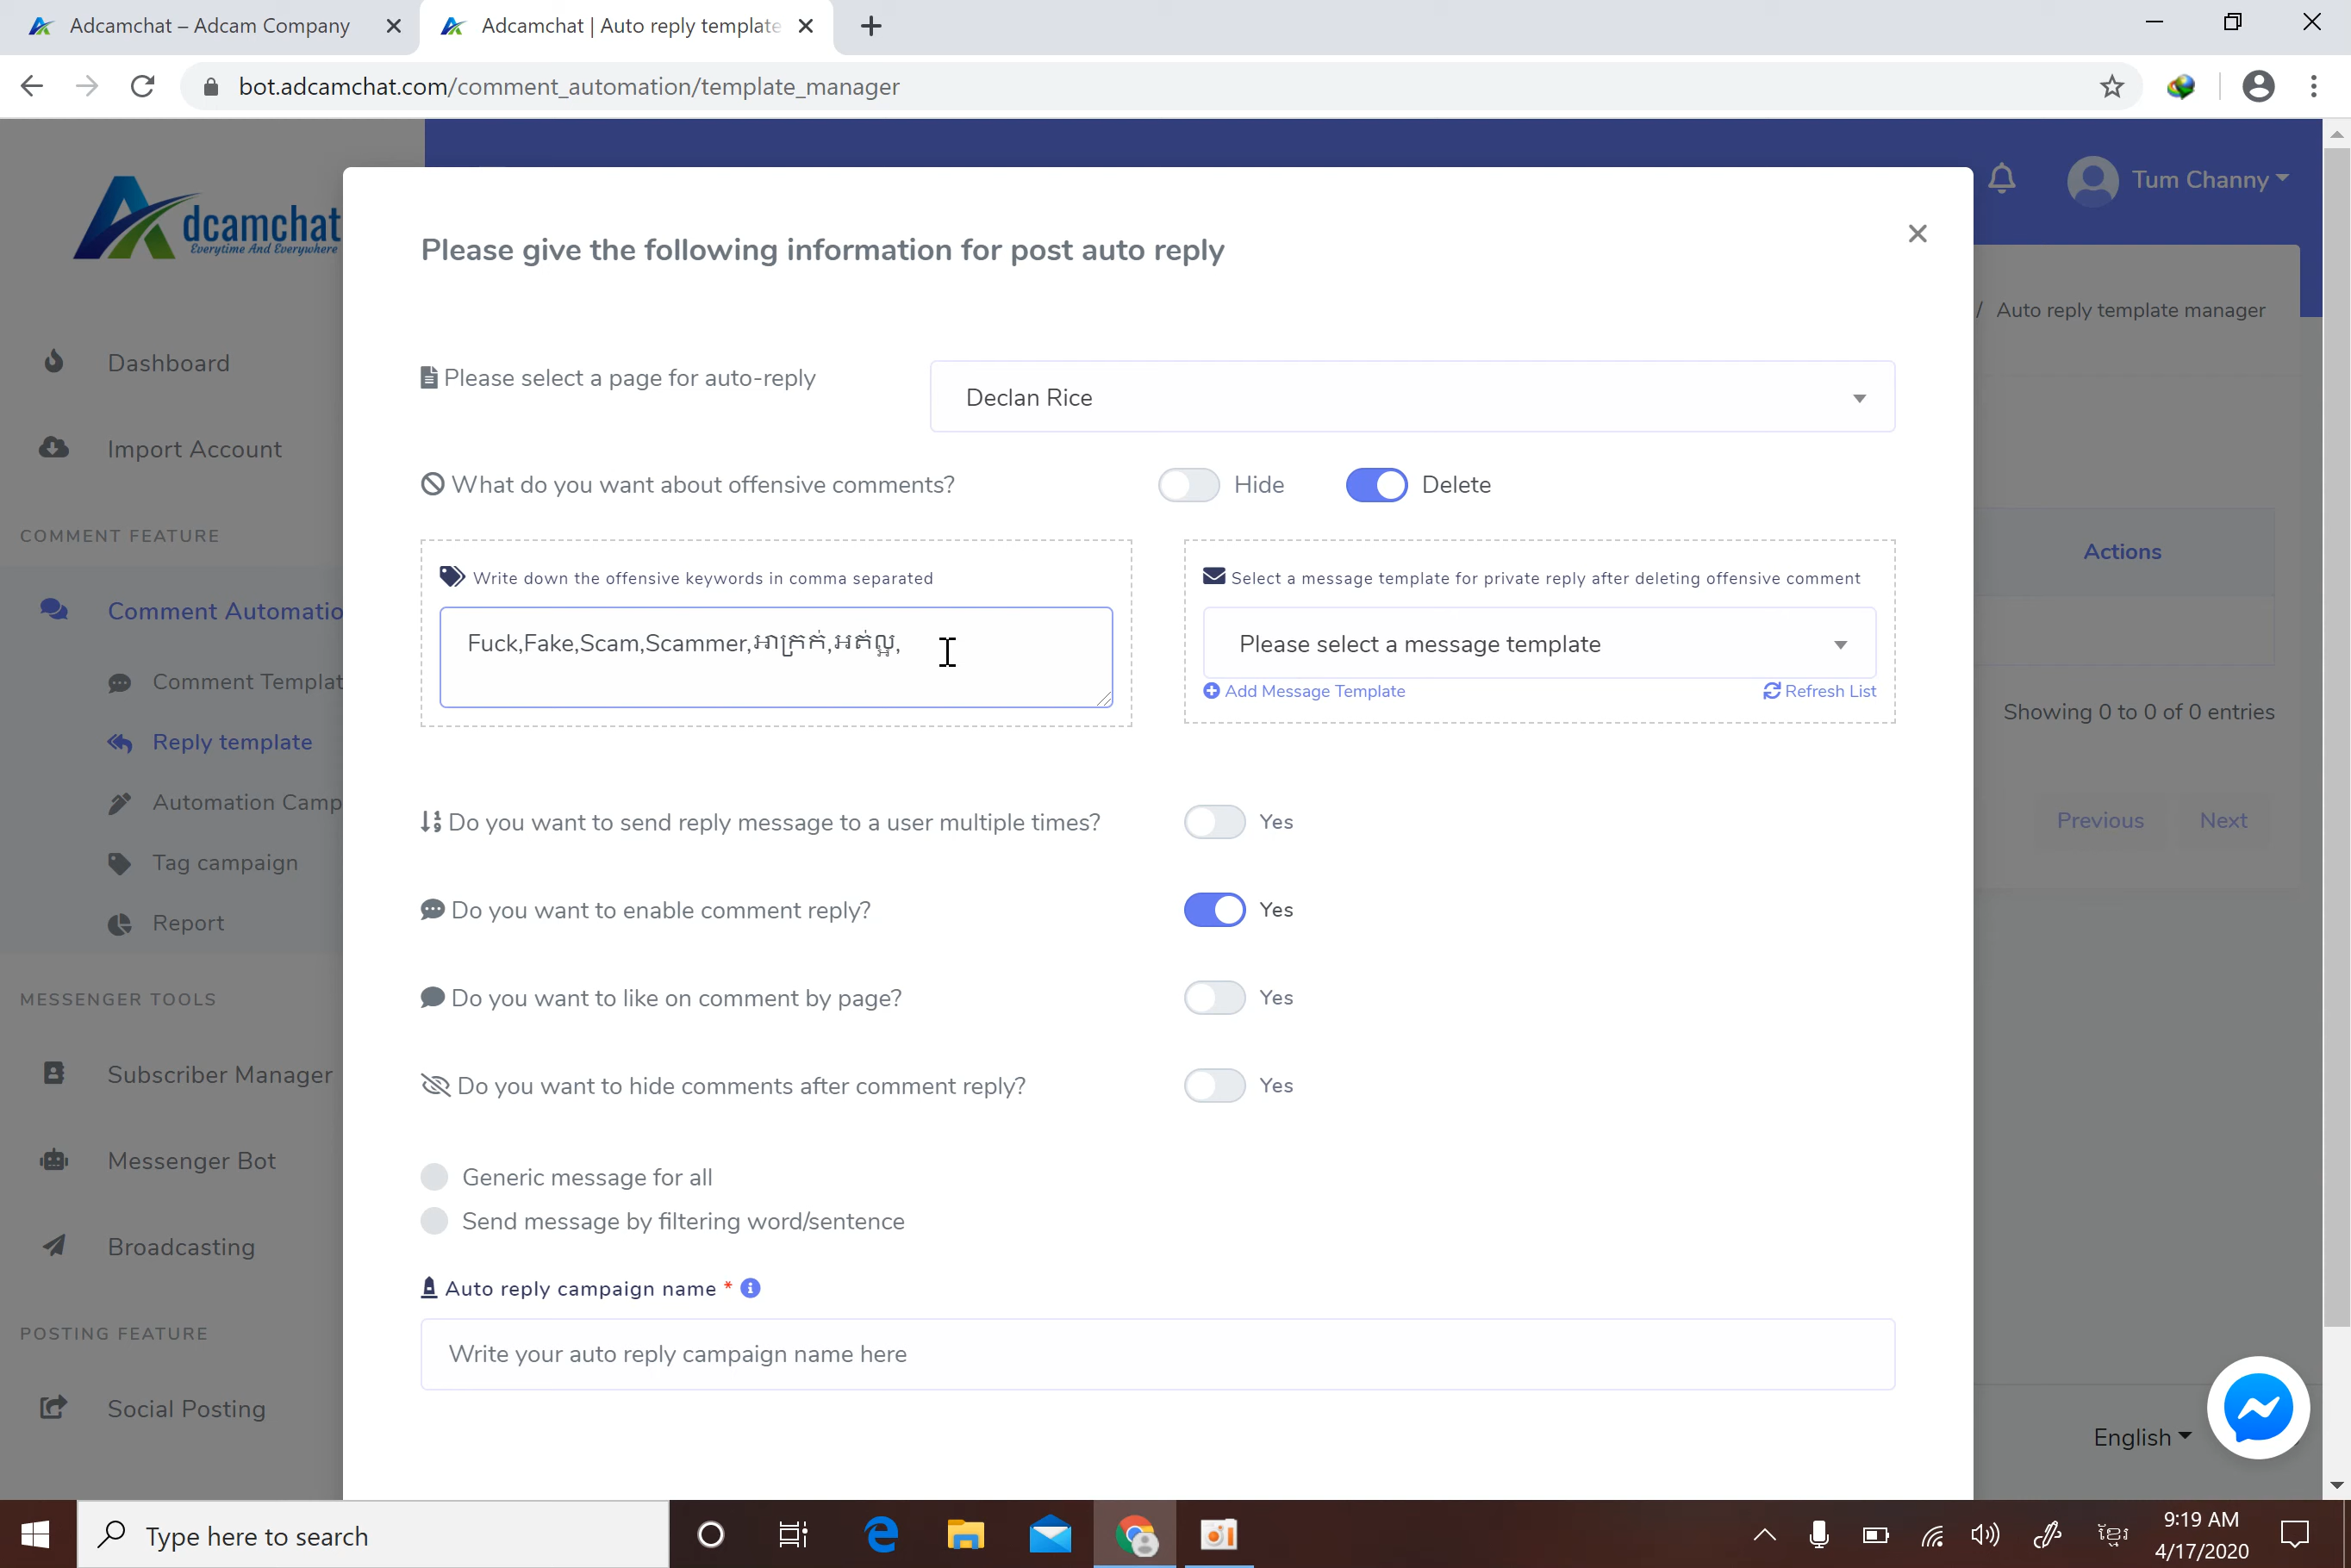 Adcamchat – Adcam Company
Adcamchat | Auto reply template
bot.adcamchat.com/comment_automation/template_manager
Adcamchat
Everytime And Everywhere
Tum Channy
Please give the following information for post auto reply
/ Auto reply template manager
Dashboard
Please select a page for auto-reply
Declan Rice
Import Account
What do you want about offensive comments?
Hide
Delete
COMMENT FEATURE
Actions
Write down the offensive keywords in comma separated
Select a message template for private reply after deleting offensive comment
Comment Automatio
Fuck,Fake,Scam,Scammer,អាក្រក់,អត់ល្អ,
Please select a message template
Comment Templat
Add Message Template
Refresh List
Showing 0 to 0 of 0 entries
Reply template
Automation Camp
Do you want to send reply message to a user multiple times?
Yes
Previous
Next
Tag campaign
Do you want to enable comment reply?
Yes
Report
MESSENGER TOOLS
Do you want to like on comment by page?
Yes
Subscriber Manager
Do you want to hide comments after comment reply?
Yes
Messenger Bot
Generic message for all
Send message by filtering word/sentence
Broadcasting
Auto reply campaign name *
POSTING FEATURE
Write your auto reply campaign name here
Social Posting
English
Type here to search
ខ្មែរ
9:19 AM
4/17/2020